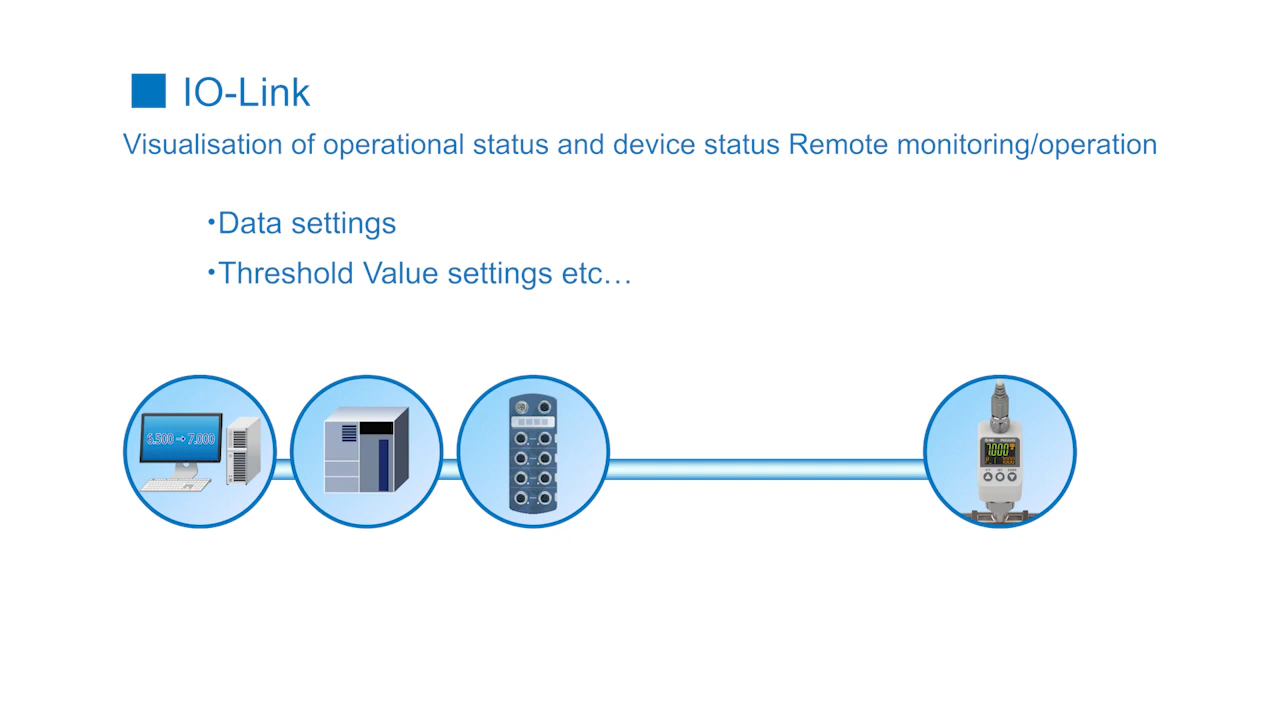 IO-Link
Visualisation of operational status and device status Remote monitoring/operation
・Data settings
・Threshold Value settings etc…
6.500→7.000
7.000